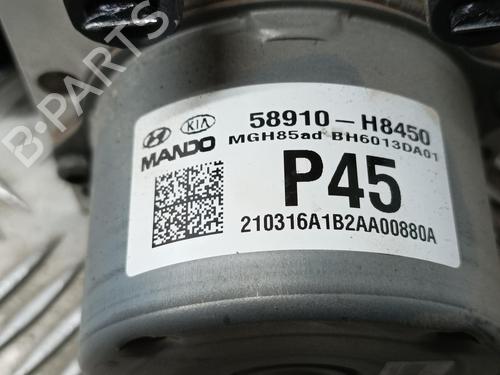 B-Parts
58910-H8450
KIA
MANDO
MGH85ad BH6013DA01
P45
210316A1B2AA00880A